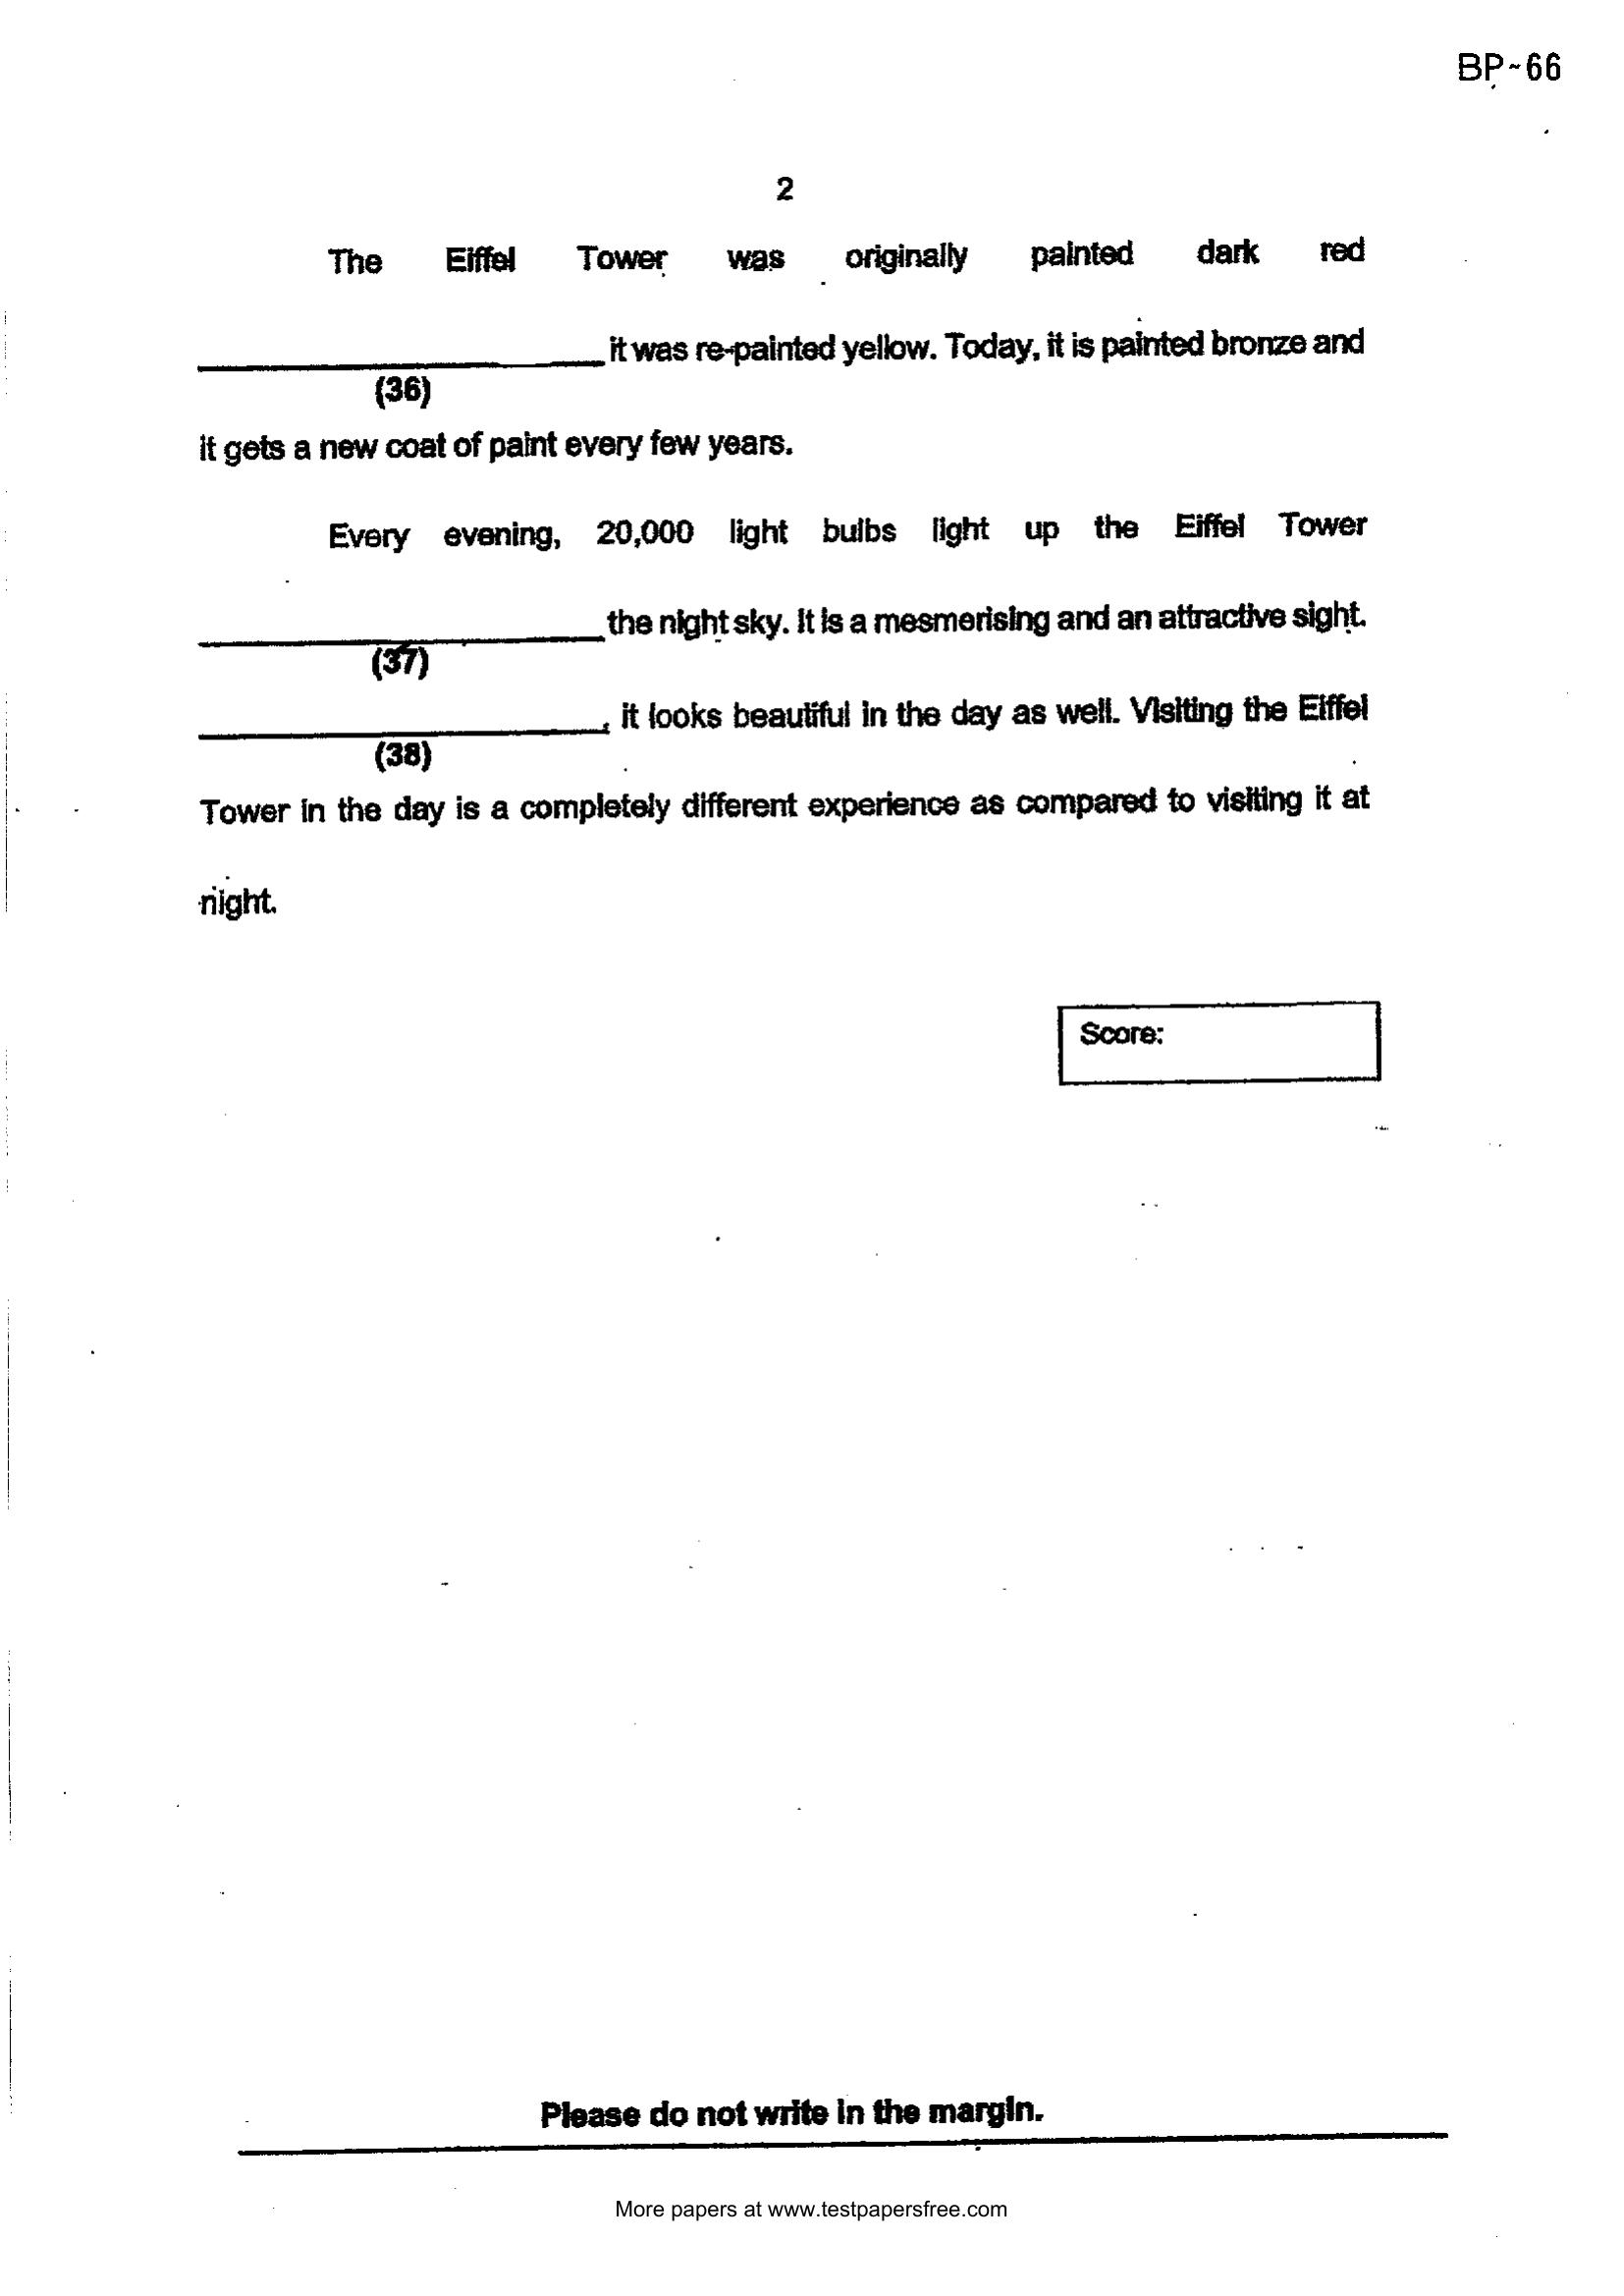 BP-66
2
The Eiffel Tower was originally painted dark red
____________________ it was re-painted yellow. Today, it is painted bronze and
(36)
it gets a new coat of paint every few years.
Every evening, 20,000 light bulbs light up the Eiffel Tower
____________________ the night sky. It is a mesmerising and an attractive sight.
(37)
____________________, it looks beautiful in the day as well. Visiting the Eiffel
(38)
Tower in the day is a completely different experience as compared to visiting it at
night.
Score:
Please do not write in the margin.
More papers at www.testpapersfree.com